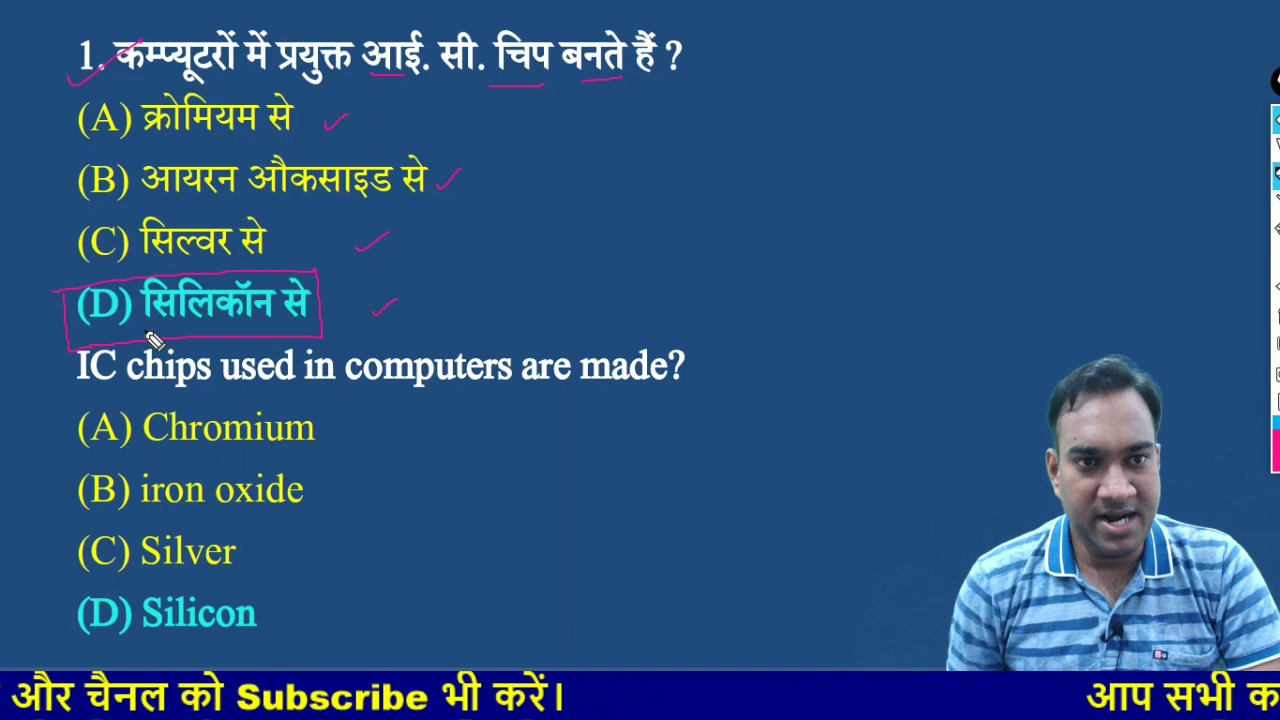 1. कम्प्यूटरों में प्रयुक्त आई. सी. चिप बनते हैं ?
(A) क्रोमियम से
(B) आयरन औकसाइड से
(C) सिल्वर से
(D) सिलिकॉन से
IC chips used in computers are made?
(A) Chromium
(B) iron oxide
(C) Silver
(D) Silicon
और चैनल को Subscribe भी करें। आप सभी